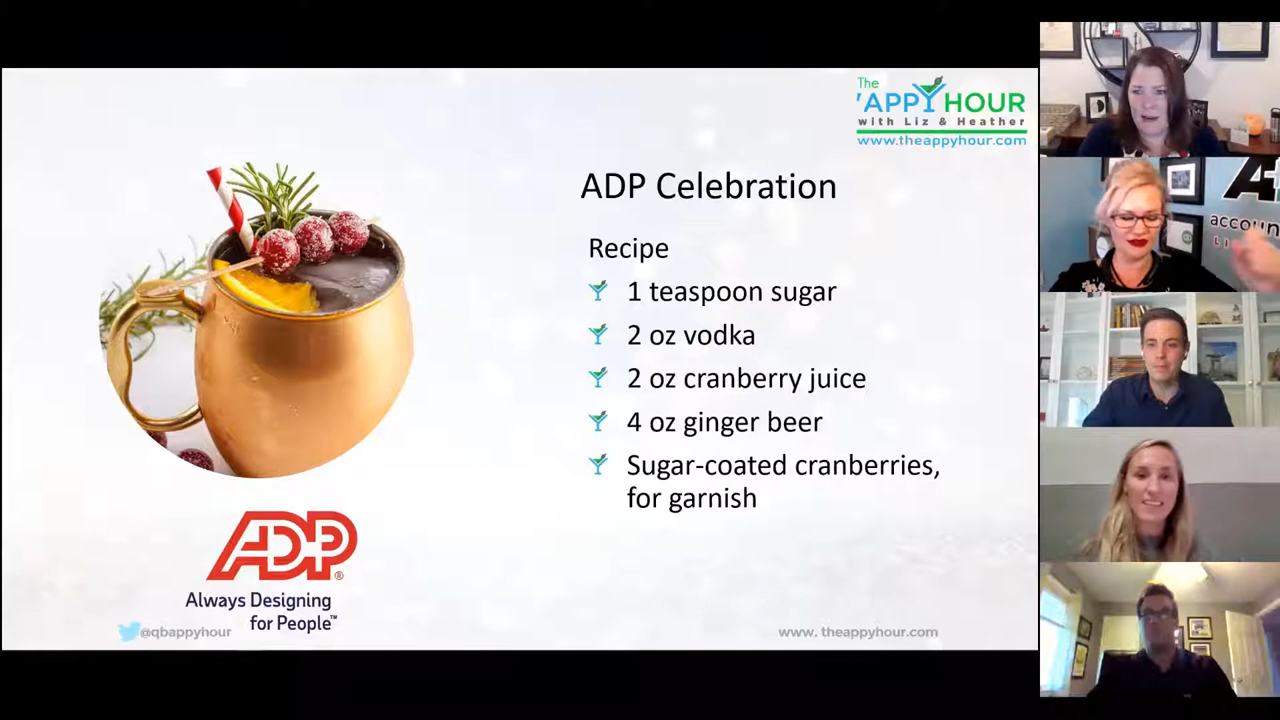 The
'APPY HOUR
with Liz & Heather
www.theappyhour.com
ADP Celebration
Recipe
1 teaspoon sugar
2 oz vodka
2 oz cranberry juice
4 oz ginger beer
Sugar-coated cranberries,
for garnish
ADP®
Always Designing
for People™
@qbappyhour
www. theappyhour.com